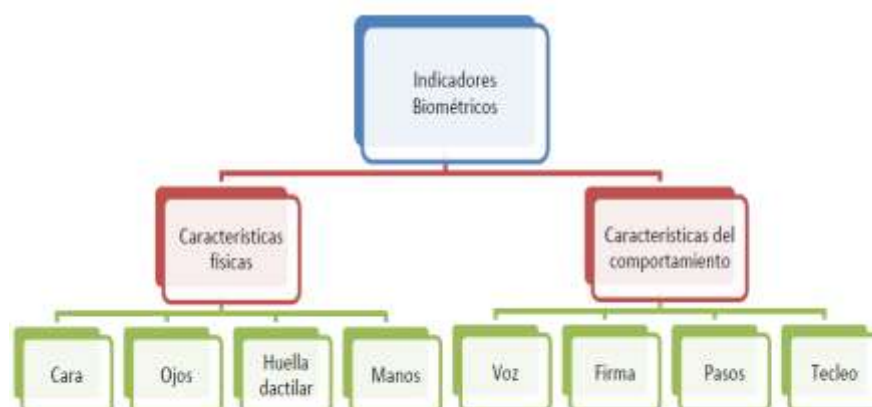 Indicadores
Biométricos
Características
físicas
Características del
comportamiento
Cara
Ojos
Huella
dactilar
Manos
Voz
Firma
Pasos
Tecleo